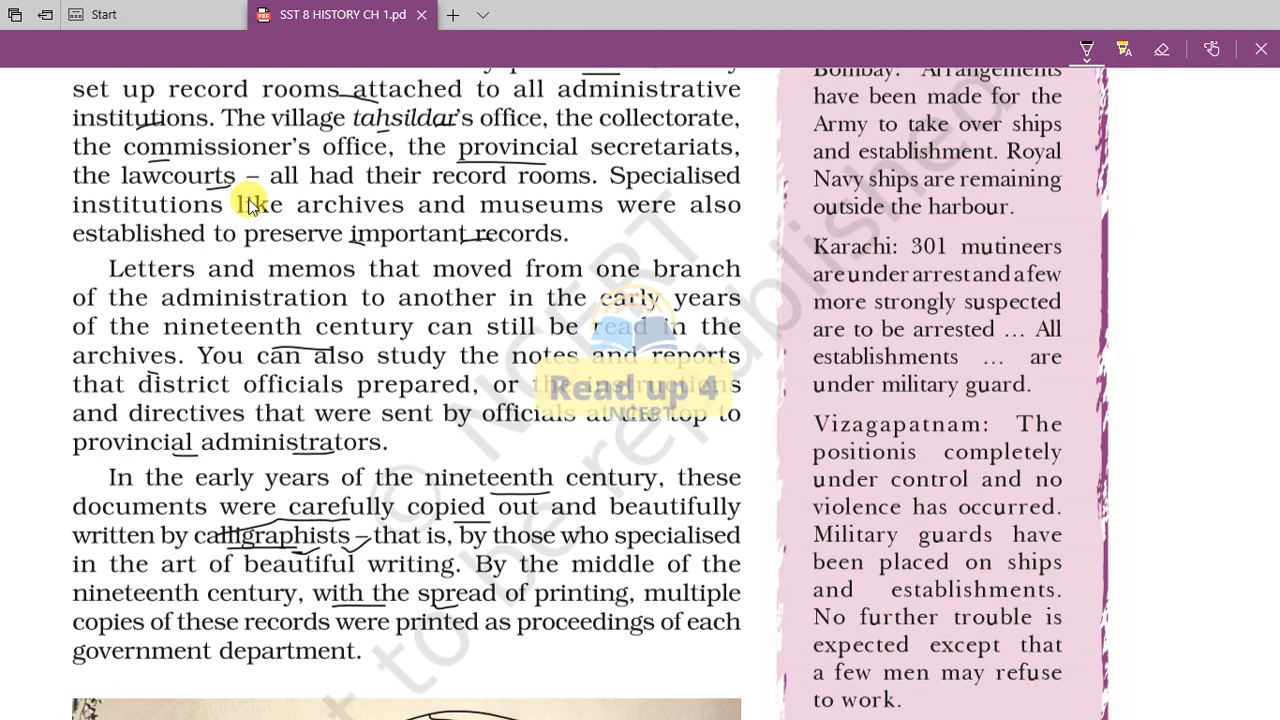 Start
SST 8 HISTORY CH 1.pd
set up record rooms attached to all administrative
institutions. The village tahsildar's office, the collectorate,
the commissioner's office, the provincial secretariats,
the lawcourts – all had their record rooms. Specialised
institutions like archives and museums were also
established to preserve important records.
Letters and memos that moved from one branch
of the administration to another in the early years
of the nineteenth century can still be read in the
archives. You can also study the notes and reports
that district officials prepared, or the instructions
and directives that were sent by officials at the top to
provincial administrators.
In the early years of the nineteenth century, these
documents were carefully copied out and beautifully
written by calligraphists – that is, by those who specialised
in the art of beautiful writing. By the middle of the
nineteenth century, with the spread of printing, multiple
copies of these records were printed as proceedings of each
government department.
Bombay: Arrangements
have been made for the
Army to take over ships
and establishment. Royal
Navy ships are remaining
outside the harbour.
Karachi: 301 mutineers
are under arrest and a few
more strongly suspected
are to be arrested ... All
establishments ... are
under military guard.
Vizagapatnam: The
positionis completely
under control and no
violence has occurred.
Military guards have
been placed on ships
and establishments.
No further trouble is
expected except that
a few men may refuse
to work.
Read up 4
NCERT
© NCERT
be republished